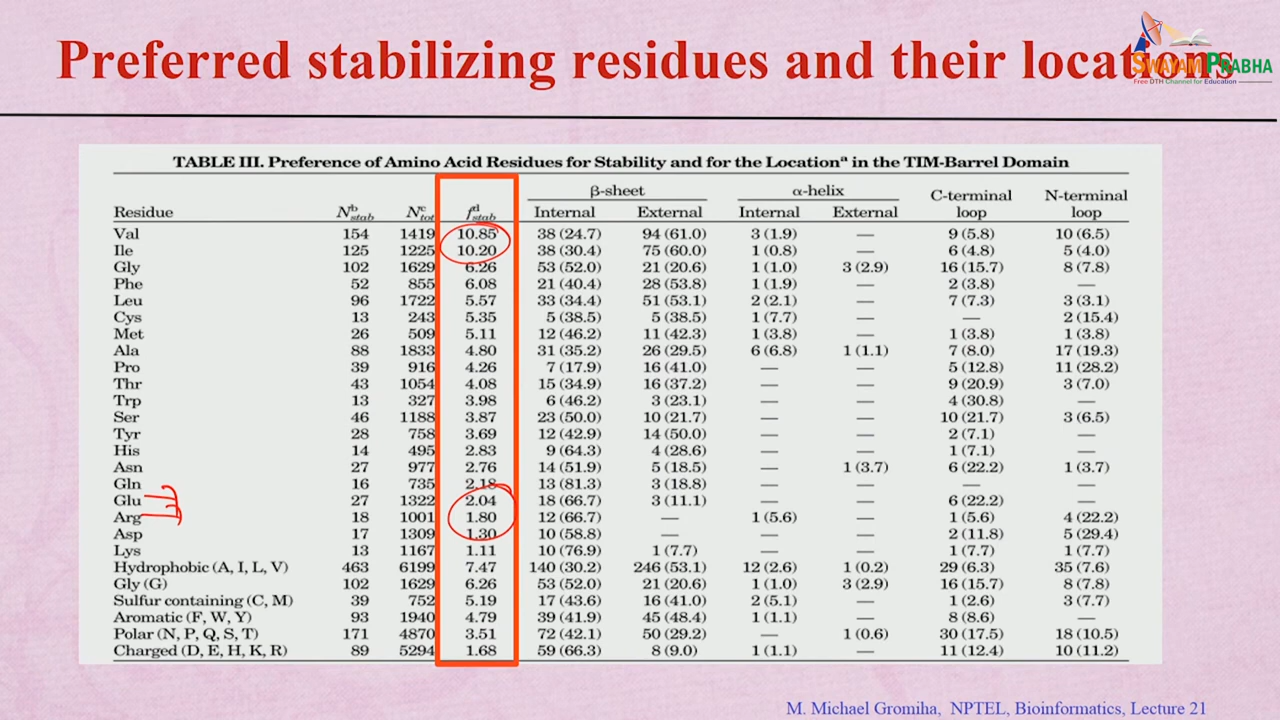 Preferred stabilizing residues and their locations
SWAYAM PRABHA
Free DTH Channel for Education
TABLE III. Preference of Amino Acid Residues for Stability and for the Locationᵃ in the TIM-Barrel Domain
β-sheet α-helix C-terminal N-terminal
Residue Nᵇstab Nᶜtot fᵈstab Internal External Internal External loop loop
Val 154 1419 10.85 38 (24.7) 94 (61.0) 3 (1.9) — 9 (5.8) 10 (6.5)
Ile 125 1225 10.20 38 (30.4) 75 (60.0) 1 (0.8) — 6 (4.8) 5 (4.0)
Gly 102 1629 6.26 53 (52.0) 21 (20.6) 1 (1.0) 3 (2.9) 16 (15.7) 8 (7.8)
Phe 52 855 6.08 21 (40.4) 28 (53.8) 1 (1.9) — 2 (3.8) —
Leu 96 1722 5.57 33 (34.4) 51 (53.1) 2 (2.1) — 7 (7.3) 3 (3.1)
Cys 13 243 5.35 5 (38.5) 5 (38.5) 1 (7.7) — — 2 (15.4)
Met 26 509 5.11 12 (46.2) 11 (42.3) 1 (3.8) — 1 (3.8) 1 (3.8)
Ala 88 1833 4.80 31 (35.2) 26 (29.5) 6 (6.8) 1 (1.1) 7 (8.0) 17 (19.3)
Pro 39 916 4.26 7 (17.9) 16 (41.0) — — 5 (12.8) 11 (28.2)
Thr 43 1054 4.08 15 (34.9) 16 (37.2) — — 9 (20.9) 3 (7.0)
Trp 13 327 3.98 6 (46.2) 3 (23.1) — — 4 (30.8) —
Ser 46 1188 3.87 23 (50.0) 10 (21.7) — — 10 (21.7) 3 (6.5)
Tyr 28 758 3.69 12 (42.9) 14 (50.0) — — 2 (7.1) —
His 14 495 2.83 9 (64.3) 4 (28.6) — — 1 (7.1) —
Asn 27 977 2.76 14 (51.9) 5 (18.5) — 1 (3.7) 6 (22.2) 1 (3.7)
Gln 16 735 2.18 13 (81.3) 3 (18.8) — — — —
Glu 27 1322 2.04 18 (66.7) 3 (11.1) — — 6 (22.2) —
Arg 18 1001 1.80 12 (66.7) — 1 (5.6) — 1 (5.6) 4 (22.2)
Asp 17 1309 1.30 10 (58.8) — — — 2 (11.8) 5 (29.4)
Lys 13 1167 1.11 10 (76.9) 1 (7.7) — — 1 (7.7) 1 (7.7)
Hydrophobic (A, I, L, V) 463 6199 7.47 140 (30.2) 246 (53.1) 12 (2.6) 1 (0.2) 29 (6.3) 35 (7.6)
Gly (G) 102 1629 6.26 53 (52.0) 21 (20.6) 1 (1.0) 3 (2.9) 16 (15.7) 8 (7.8)
Sulfur containing (C, M) 39 752 5.19 17 (43.6) 16 (41.0) 2 (5.1) — 1 (2.6) 3 (7.7)
Aromatic (F, W, Y) 93 1940 4.79 39 (41.9) 45 (48.4) 1 (1.1) — 8 (8.6) —
Polar (N, P, Q, S, T) 171 4870 3.51 72 (42.1) 50 (29.2) — 1 (0.6) 30 (17.5) 18 (10.5)
Charged (D, E, H, K, R) 89 5294 1.68 59 (66.3) 8 (9.0) 1 (1.1) — 11 (12.4) 10 (11.2)
M. Michael Gromiha, NPTEL, Bioinformatics, Lecture 21